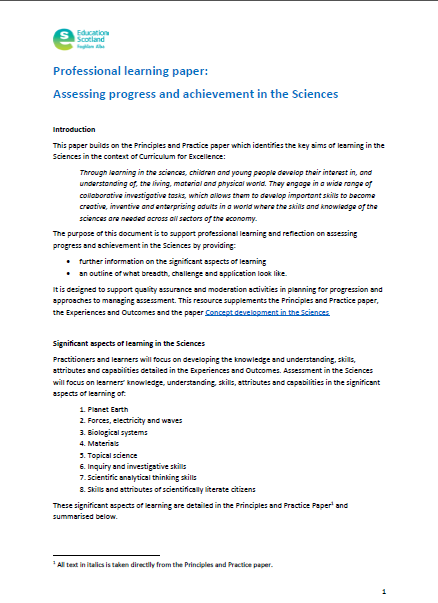 Education
Scotland
Foghlam Alba
Professional learning paper:
Assessing progress and achievement in the Sciences
Introduction
This paper builds on the Principles and Practice paper which identifies the key aims of learning in the
Sciences in the context of Curriculum for Excellence:
Through learning in the sciences, children and young people develop their interest in, and
understanding of, the living, material and physical world. They engage in a wide range of
collaborative investigative tasks, which allows them to develop important skills to become
creative, inventive and enterprising adults in a world where the skills and knowledge of the
sciences are needed across all sectors of the economy.
The purpose of this document is to support professional learning and reflection on assessing
progress and achievement in the Sciences by providing:
• further information on the significant aspects of learning
• an outline of what breadth, challenge and application look like.
It is designed to support quality assurance and moderation activities in planning for progression and
approaches to managing assessment. This resource supplements the Principles and Practice paper,
the Experiences and Outcomes and the paper Concept development in the Sciences
Significant aspects of learning in the Sciences
Practitioners and learners will focus on developing the knowledge and understanding, skills,
attributes and capabilities detailed in the Experiences and Outcomes. Assessment in the Sciences
will focus on learners' knowledge, understanding, skills, attributes and capabilities in the significant
aspects of learning of:
1. Planet Earth
2. Forces, electricity and waves
3. Biological systems
4. Materials
5. Topical science
6. Inquiry and investigative skills
7. Scientific analytical thinking skills
8. Skills and attributes of scientifically literate citizens
These significant aspects of learning are detailed in the Principles and Practice Paper¹ and
summarised below.
¹ All text in italics is taken directly from the Principles and Practice paper.
1